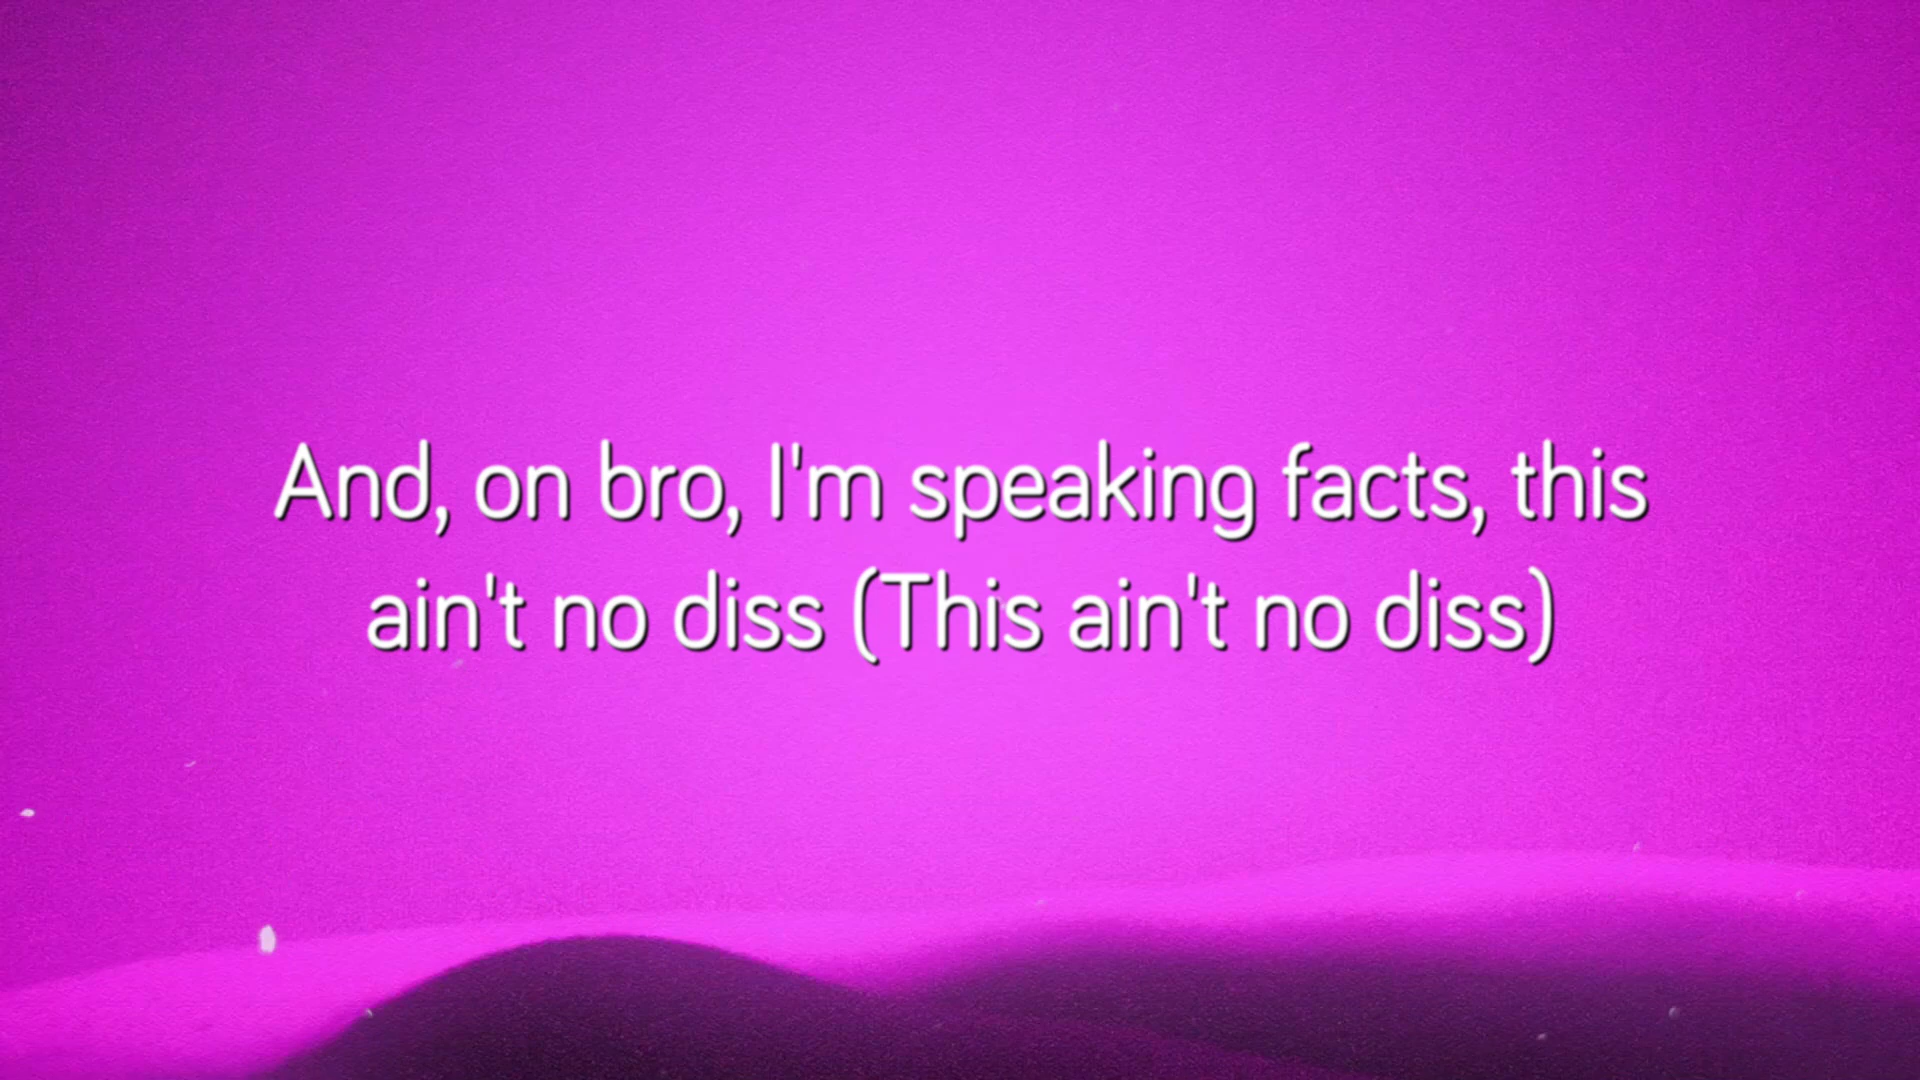 And, on bro, I'm speaking facts, this
ain't no diss (This ain't no diss)